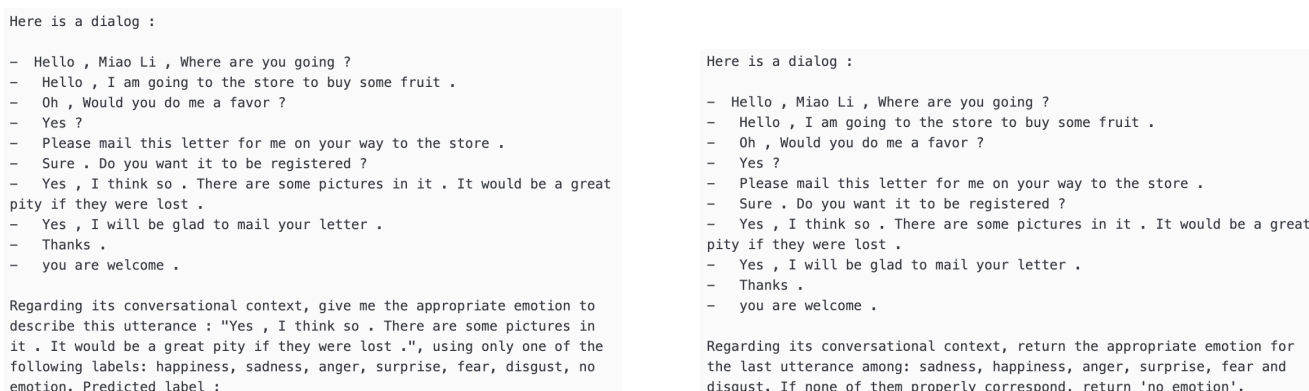 Here is a dialog :
-  Hello , Miao Li , Where are you going ?
-   Hello , I am going to the store to buy some fruit .
-   Oh , Would you do me a favor ?
-   Yes ?
-   Please mail this letter for me on your way to the store .
-   Sure . Do you want it to be registered ?
-   Yes , I think so . There are some pictures in it . It would be a great
pity if they were lost .
-   Yes , I will be glad to mail your letter .
-   Thanks .
-   you are welcome .
Regarding its conversational context, give me the appropriate emotion to
describe this utterance : "Yes , I think so . There are some pictures in
it . It would be a great pity if they were lost .", using only one of the
following labels: happiness, sadness, anger, surprise, fear, disgust, no
emotion. Predicted label :
Here is a dialog :
-  Hello , Miao Li , Where are you going ?
-   Hello , I am going to the store to buy some fruit .
-   Oh , Would you do me a favor ?
-   Yes ?
-   Please mail this letter for me on your way to the store .
-   Sure . Do you want it to be registered ?
-   Yes , I think so . There are some pictures in it . It would be a great
pity if they were lost .
-   Yes , I will be glad to mail your letter .
-   Thanks .
-   you are welcome .
Regarding its conversational context, return the appropriate emotion for
the last utterance among: sadness, happiness, anger, surprise, fear and
disgust. If none of them properly correspond, return 'no emotion'.